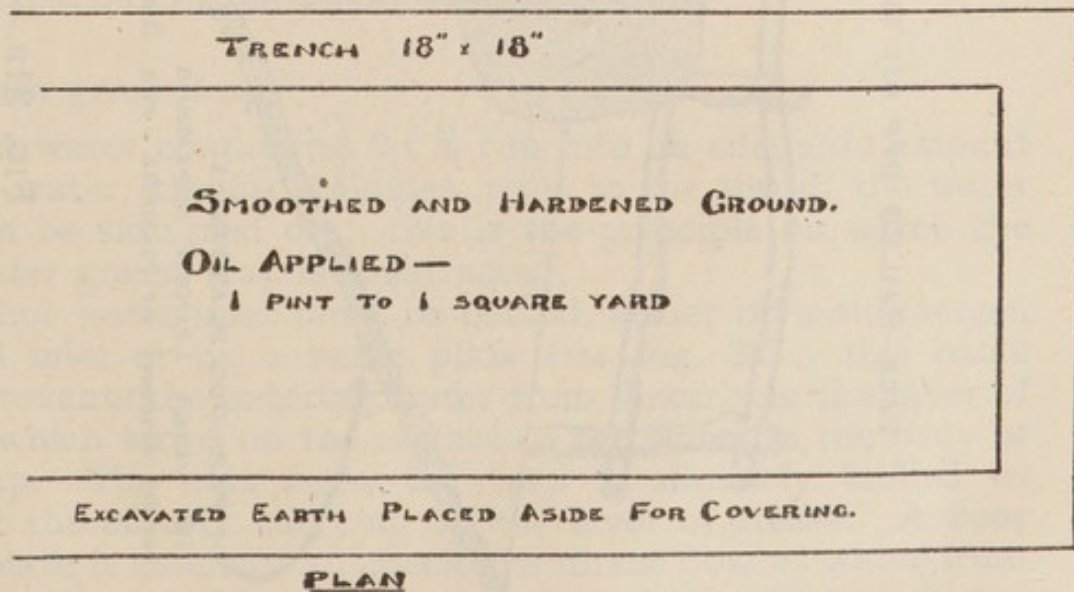 TRENCH 18" x 18"
SMOOTHED AND HARDENED GROUND.
OIL APPLIED —
1 PINT TO 1 SQUARE YARD
EXCAVATED EARTH PLACED ASIDE FOR COVERING.
PLAN